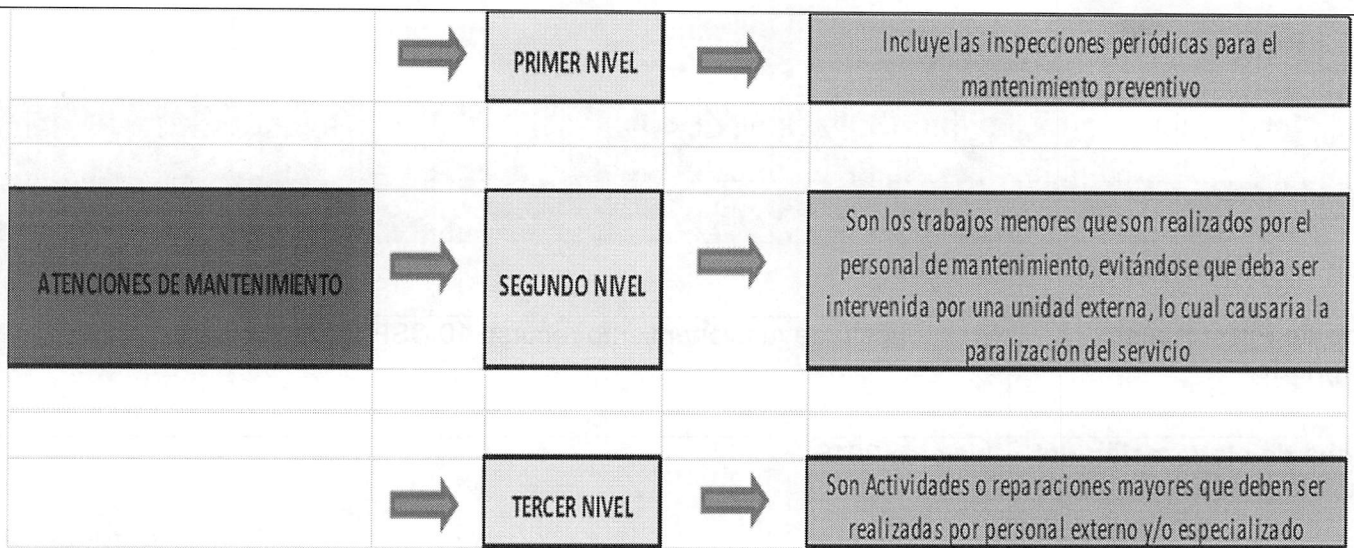 PRIMER NIVEL
Incluye las inspecciones periódicas para el
mantenimiento preventivo
ATENCIONES DE MANTENIMIENTO
SEGUNDO NIVEL
Son los trabajos menores que son realizados por el
personal de mantenimiento, evitándose que deba ser
intervenida por una unidad externa, lo cual causaria la
paralización del servicio
TERCER NIVEL
Son Actividades o reparaciones mayores que deben ser
realizadas por personal externo y/o especializado